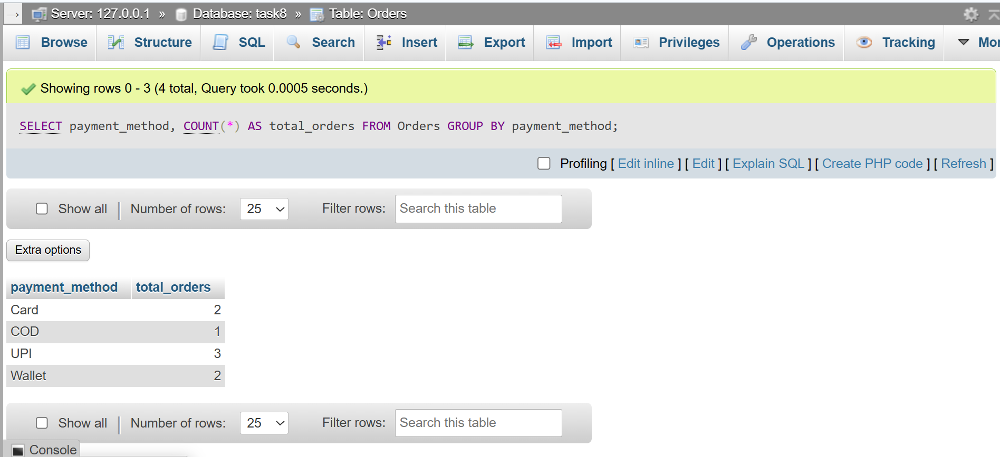 → Server: 127.0.0.1 » Database: task8 » Table: Orders
Browse Structure SQL Search Insert Export Import Privileges Operations Tracking
Showing rows 0 - 3 (4 total, Query took 0.0005 seconds.)
SELECT payment_method, COUNT(*) AS total_orders FROM Orders GROUP BY payment_method;
Profiling [ Edit inline ] [ Edit ] [ Explain SQL ] [ Create PHP code ] [ Refresh ]
Show all | Number of rows: 25 Filter rows: Search this table
Extra options
payment_method total_orders
Card 2
COD 1
UPI 3
Wallet 2
Show all | Number of rows: 25 Filter rows: Search this table
Console